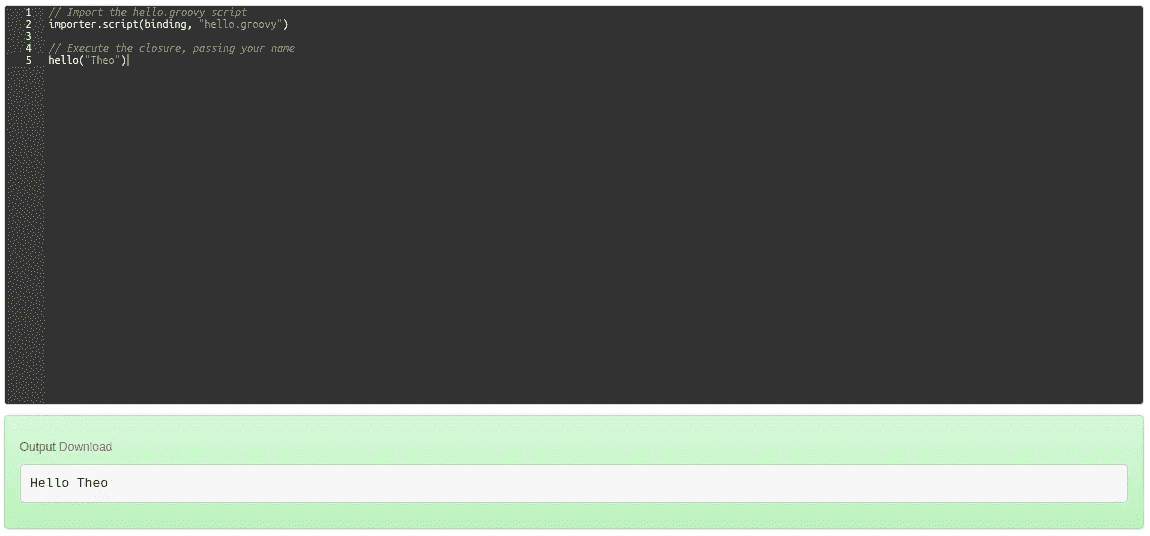 1 // Import the hello.groovy script
2 importer.script(binding, "hello.groovy")
3
4 // Execute the closure, passing your name
5 hello("Theo")
Output Download
Hello Theo